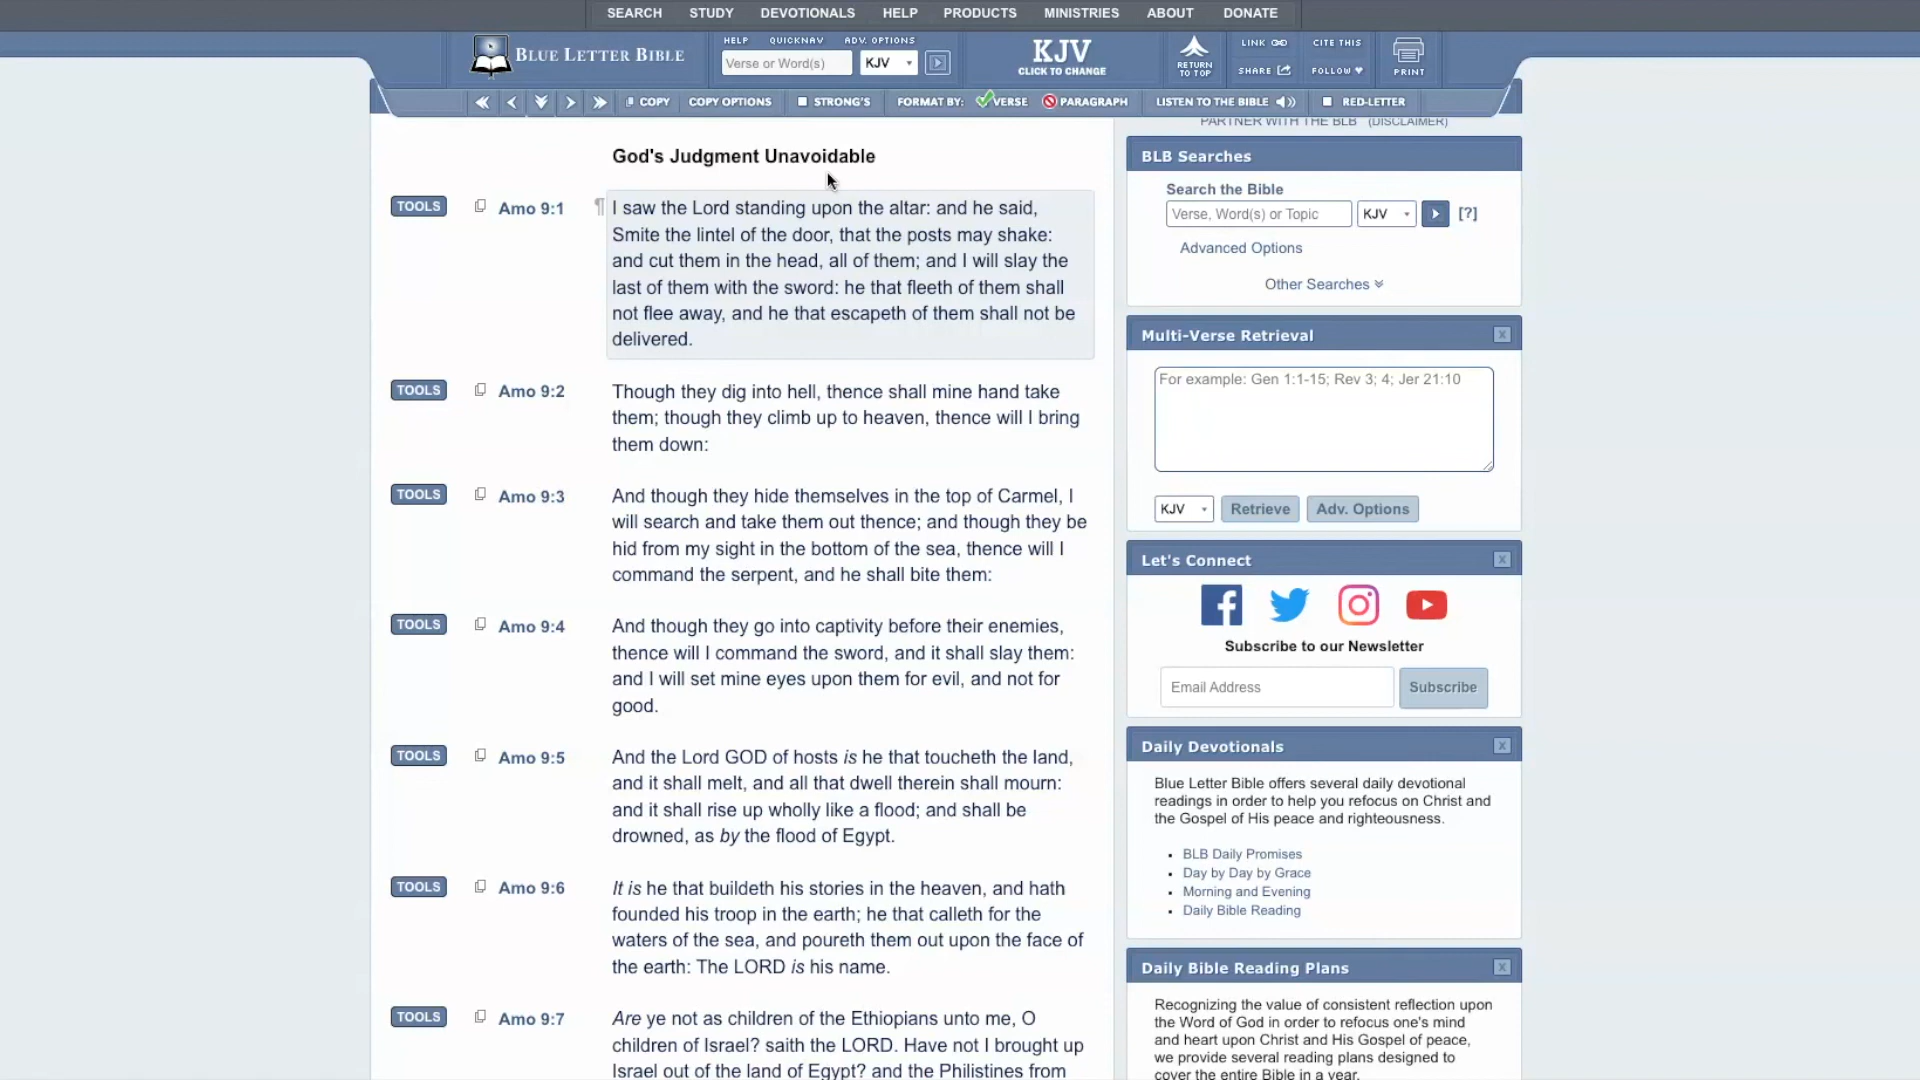 SEARCH STUDY DEVOTIONALS HELP PRODUCTS MINISTRIES ABOUT DONATE
BLUE LETTER BIBLE
HELP QUICKNAV ADV. OPTIONS
Verse or Word(s) KJV
KJV
CLICK TO CHANGE
RETURN
TO TOP
LINK CITE THIS
SHARE FOLLOW
PRINT
COPY COPY OPTIONS STRONG'S FORMAT BY: VERSE PARAGRAPH LISTEN TO THE BIBLE RED-LETTER
God's Judgment Unavoidable
TOOLS Amo 9:1 ¶ I saw the Lord standing upon the altar: and he said,
Smite the lintel of the door, that the posts may shake:
and cut them in the head, all of them; and I will slay the
last of them with the sword: he that fleeth of them shall
not flee away, and he that escapeth of them shall not be
delivered.
TOOLS Amo 9:2 Though they dig into hell, thence shall mine hand take
them; though they climb up to heaven, thence will I bring
them down:
TOOLS Amo 9:3 And though they hide themselves in the top of Carmel, I
will search and take them out thence; and though they be
hid from my sight in the bottom of the sea, thence will I
command the serpent, and he shall bite them:
TOOLS Amo 9:4 And though they go into captivity before their enemies,
thence will I command the sword, and it shall slay them:
and I will set mine eyes upon them for evil, and not for
good.
TOOLS Amo 9:5 And the Lord GOD of hosts is he that toucheth the land,
and it shall melt, and all that dwell therein shall mourn:
and it shall rise up wholly like a flood; and shall be
drowned, as by the flood of Egypt.
TOOLS Amo 9:6 It is he that buildeth his stories in the heaven, and hath
founded his troop in the earth; he that calleth for the
waters of the sea, and poureth them out upon the face of
the earth: The LORD is his name.
TOOLS Amo 9:7 Are ye not as children of the Ethiopians unto me, O
children of Israel? saith the LORD. Have not I brought up
Israel out of the land of Egypt? and the Philistines from
PARTNER WITH THE BLB (DISCLAIMER)
BLB Searches
Search the Bible
Verse, Word(s) or Topic KJV [?]
Advanced Options
Other Searches
Multi-Verse Retrieval x
For example: Gen 1:1-15; Rev 3; 4; Jer 21:10
KJV Retrieve Adv. Options
Let's Connect x
Subscribe to our Newsletter
Email Address Subscribe
Daily Devotionals x
Blue Letter Bible offers several daily devotional
readings in order to help you refocus on Christ and
the Gospel of His peace and righteousness.
BLB Daily Promises
Day by Day by Grace
Morning and Evening
Daily Bible Reading
Daily Bible Reading Plans x
Recognizing the value of consistent reflection upon
the Word of God in order to refocus one's mind
and heart upon Christ and His Gospel of peace,
we provide several reading plans designed to
cover the entire Bible in a year.